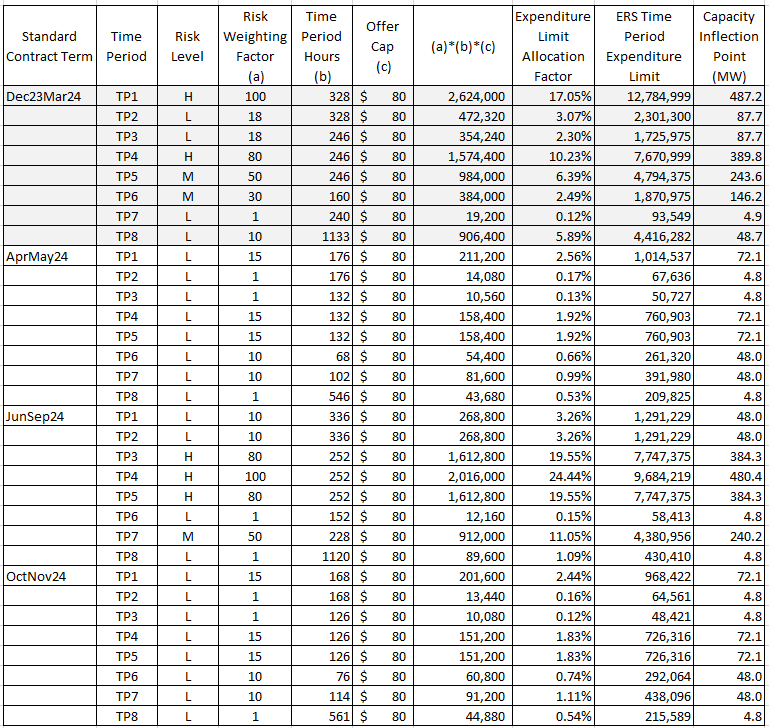 Standard Contract Term | Time Period | Risk Level | Risk Weighting Factor (a) | Time Period Hours (b) | Offer Cap (c) | (a)*(b)*(c) | Expenditure Limit Allocation Factor | ERS Time Period Expenditure Limit | Capacity Inflection Point (MW)
Dec23Mar24 TP1 H 100 328 $ 80 2,624,000 17.05% 12,784,999 487.2
TP2 L 18 328 $ 80 472,320 3.07% 2,301,300 87.7
TP3 L 18 246 $ 80 354,240 2.30% 1,725,975 87.7
TP4 H 80 246 $ 80 1,574,400 10.23% 7,670,999 389.8
TP5 M 50 246 $ 80 984,000 6.39% 4,794,375 243.6
TP6 M 30 160 $ 80 384,000 2.49% 1,870,975 146.2
TP7 L 1 240 $ 80 19,200 0.12% 93,549 4.9
TP8 L 10 1133 $ 80 906,400 5.89% 4,416,282 48.7
AprMay24 TP1 L 15 176 $ 80 211,200 2.56% 1,014,537 72.1
TP2 L 1 176 $ 80 14,080 0.17% 67,636 4.8
TP3 L 1 132 $ 80 10,560 0.13% 50,727 4.8
TP4 L 15 132 $ 80 158,400 1.92% 760,903 72.1
TP5 L 15 132 $ 80 158,400 1.92% 760,903 72.1
TP6 L 10 68 $ 80 54,400 0.66% 261,320 48.0
TP7 L 10 102 $ 80 81,600 0.99% 391,980 48.0
TP8 L 1 546 $ 80 43,680 0.53% 209,825 4.8
JunSep24 TP1 L 10 336 $ 80 268,800 3.26% 1,291,229 48.0
TP2 L 10 336 $ 80 268,800 3.26% 1,291,229 48.0
TP3 H 80 252 $ 80 1,612,800 19.55% 7,747,375 384.3
TP4 H 100 252 $ 80 2,016,000 24.44% 9,684,219 480.4
TP5 H 80 252 $ 80 1,612,800 19.55% 7,747,375 384.3
TP6 L 1 152 $ 80 12,160 0.15% 58,413 4.8
TP7 M 50 228 $ 80 912,000 11.05% 4,380,956 240.2
TP8 L 1 1120 $ 80 89,600 1.09% 430,410 4.8
OctNov24 TP1 L 15 168 $ 80 201,600 2.44% 968,422 72.1
TP2 L 1 168 $ 80 13,440 0.16% 64,561 4.8
TP3 L 1 126 $ 80 10,080 0.12% 48,421 4.8
TP4 L 15 126 $ 80 151,200 1.83% 726,316 72.1
TP5 L 15 126 $ 80 151,200 1.83% 726,316 72.1
TP6 L 10 76 $ 80 60,800 0.74% 292,064 48.0
TP7 L 10 114 $ 80 91,200 1.11% 438,096 48.0
TP8 L 1 561 $ 80 44,880 0.54% 215,589 4.8